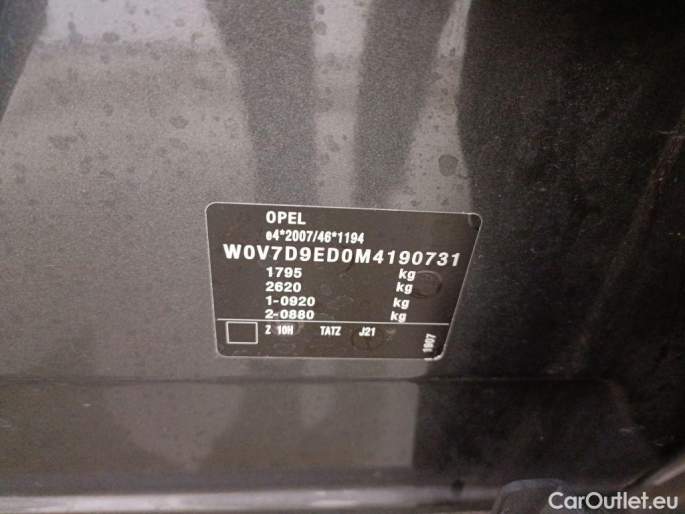 OPEL
e4*2007/46*1194
W0V7D9ED0M4190731
1795 kg
2620 kg
1-0920 kg
2-0880 kg
Z 10H TATZ J21
1907
CarOutlet.eu